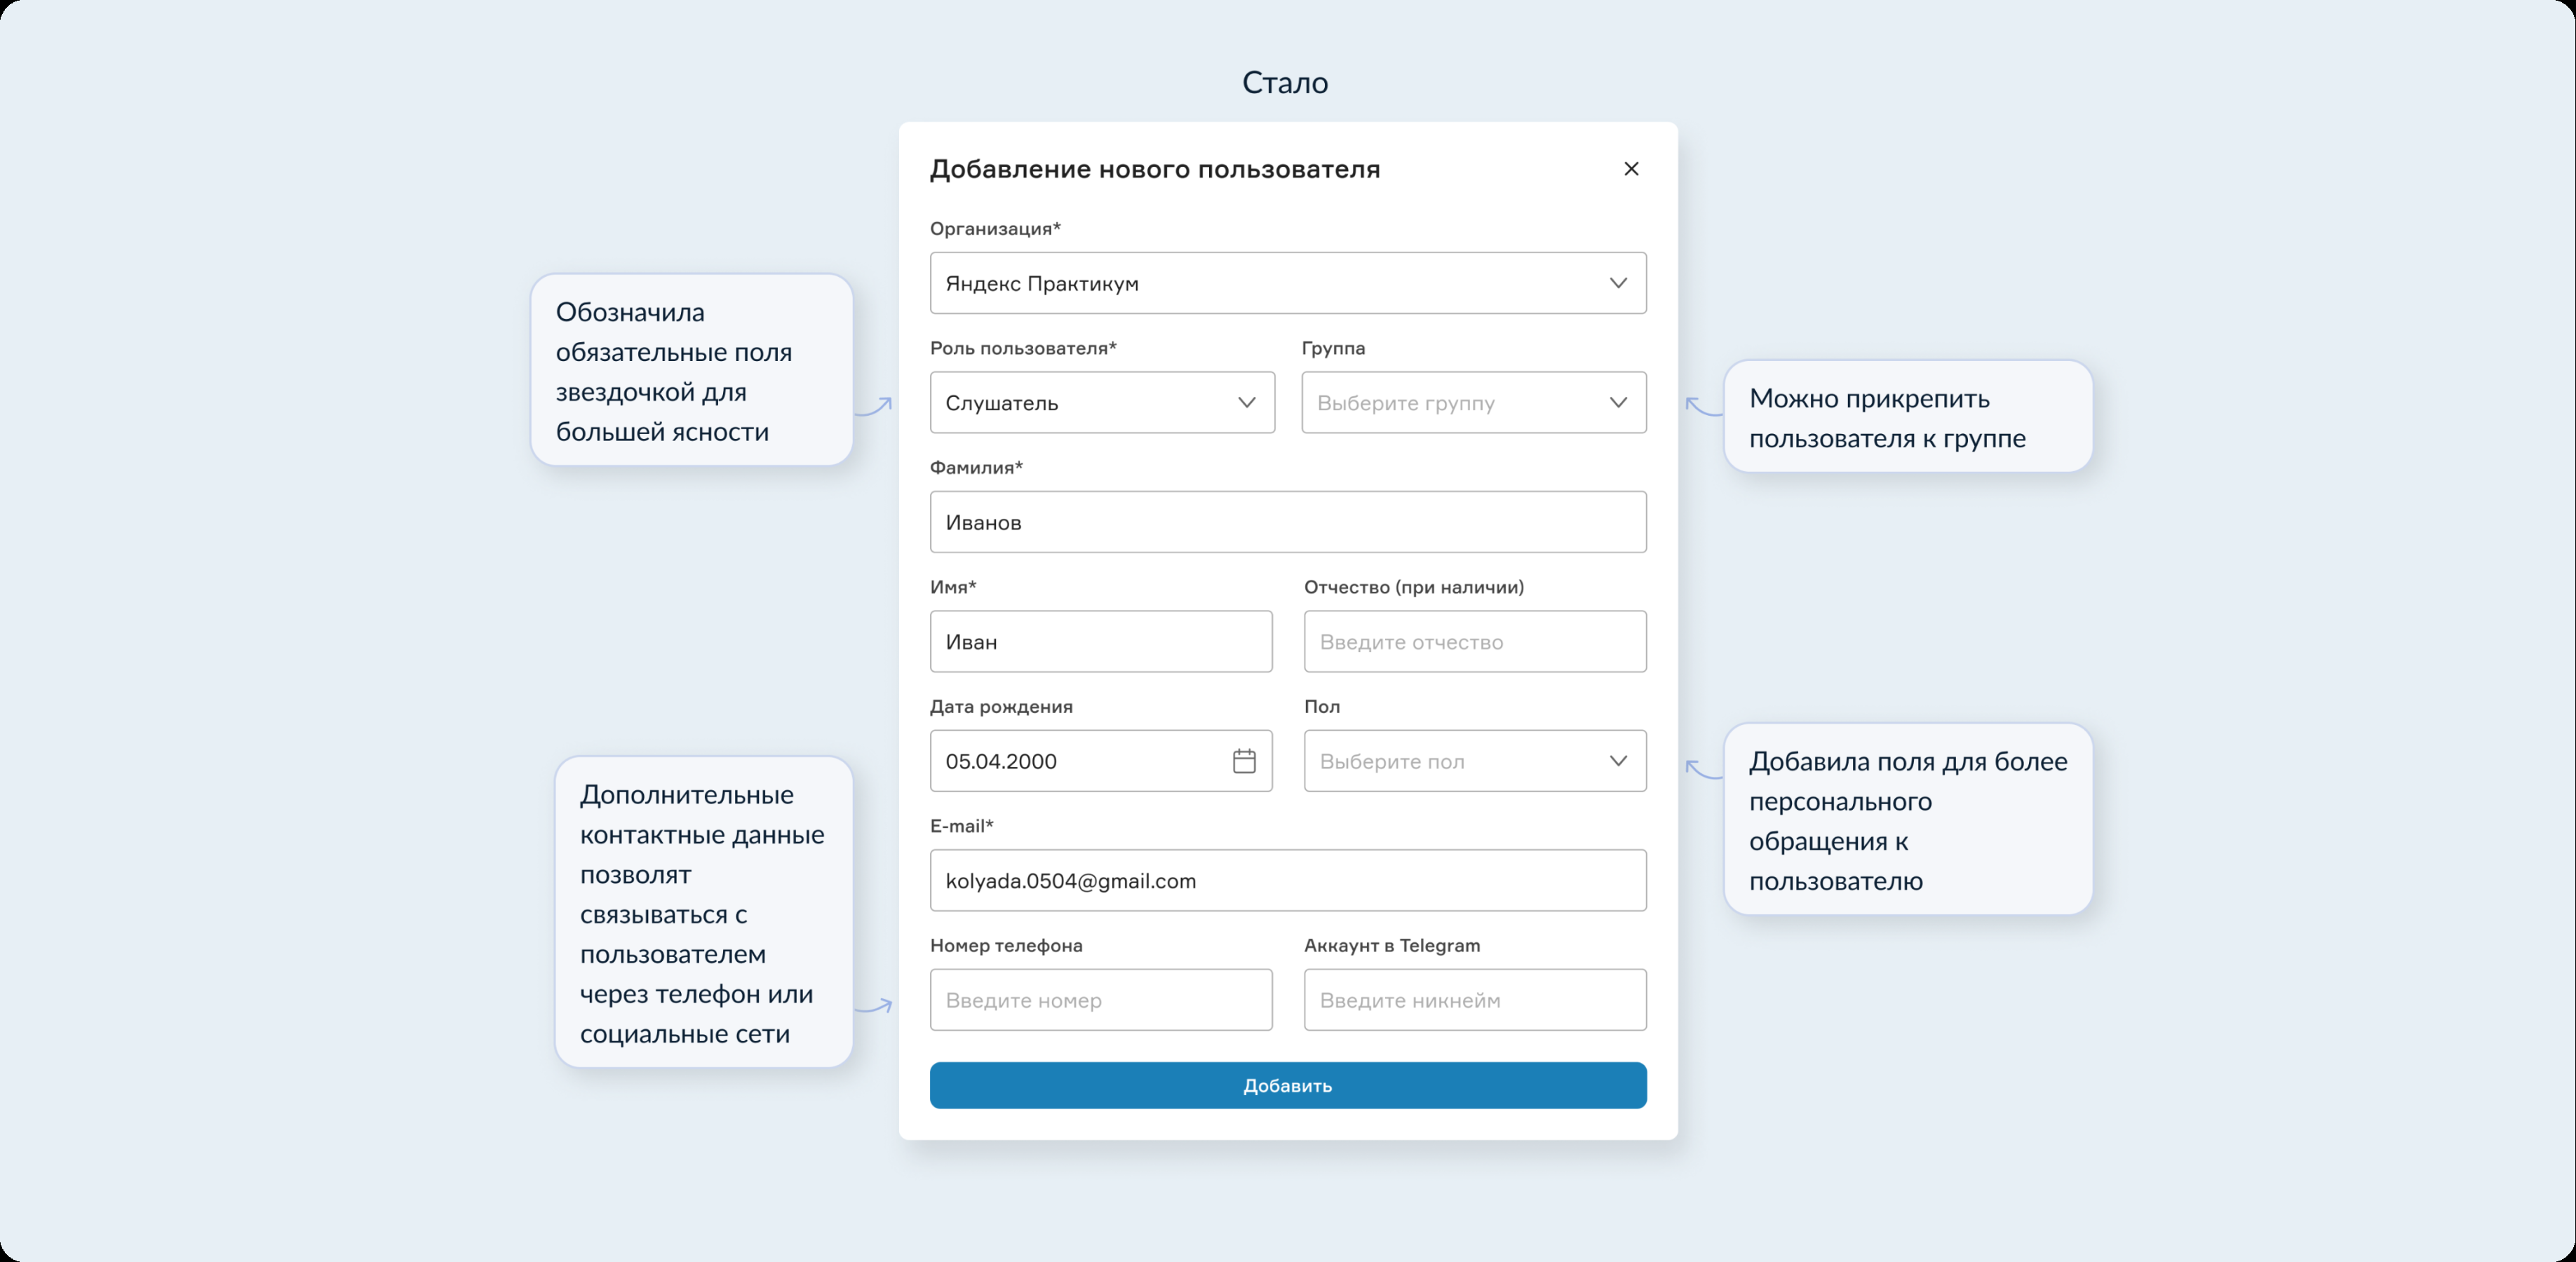 Стало
Добавление нового пользователя
Организация*
Яндекс Практикум
Роль пользователя*
Группа
Слушатель
Выберите группу
Фамилия*
Иванов
Имя*
Отчество (при наличии)
Иван
Введите отчество
Дата рождения
Пол
05.04.2000
Выберите пол
E-mail*
kolyada.0504@gmail.com
Номер телефона
Аккаунт в Telegram
Введите номер
Введите никнейм
Добавить
Обозначила
обязательные поля
звездочкой для
большей ясности
Можно прикрепить
пользователя к группе
Дополнительные
контактные данные
позволят
связываться с
пользователем
через телефон или
социальные сети
Добавила поля для более
персонального
обращения к
пользователю